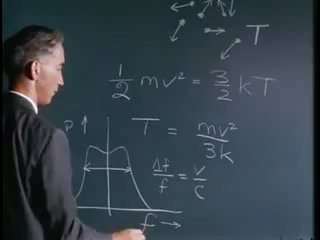 T
1/2 mv² = 3/2 kT
P↑
T = mv²/3k
Δf/f = v/c
f →